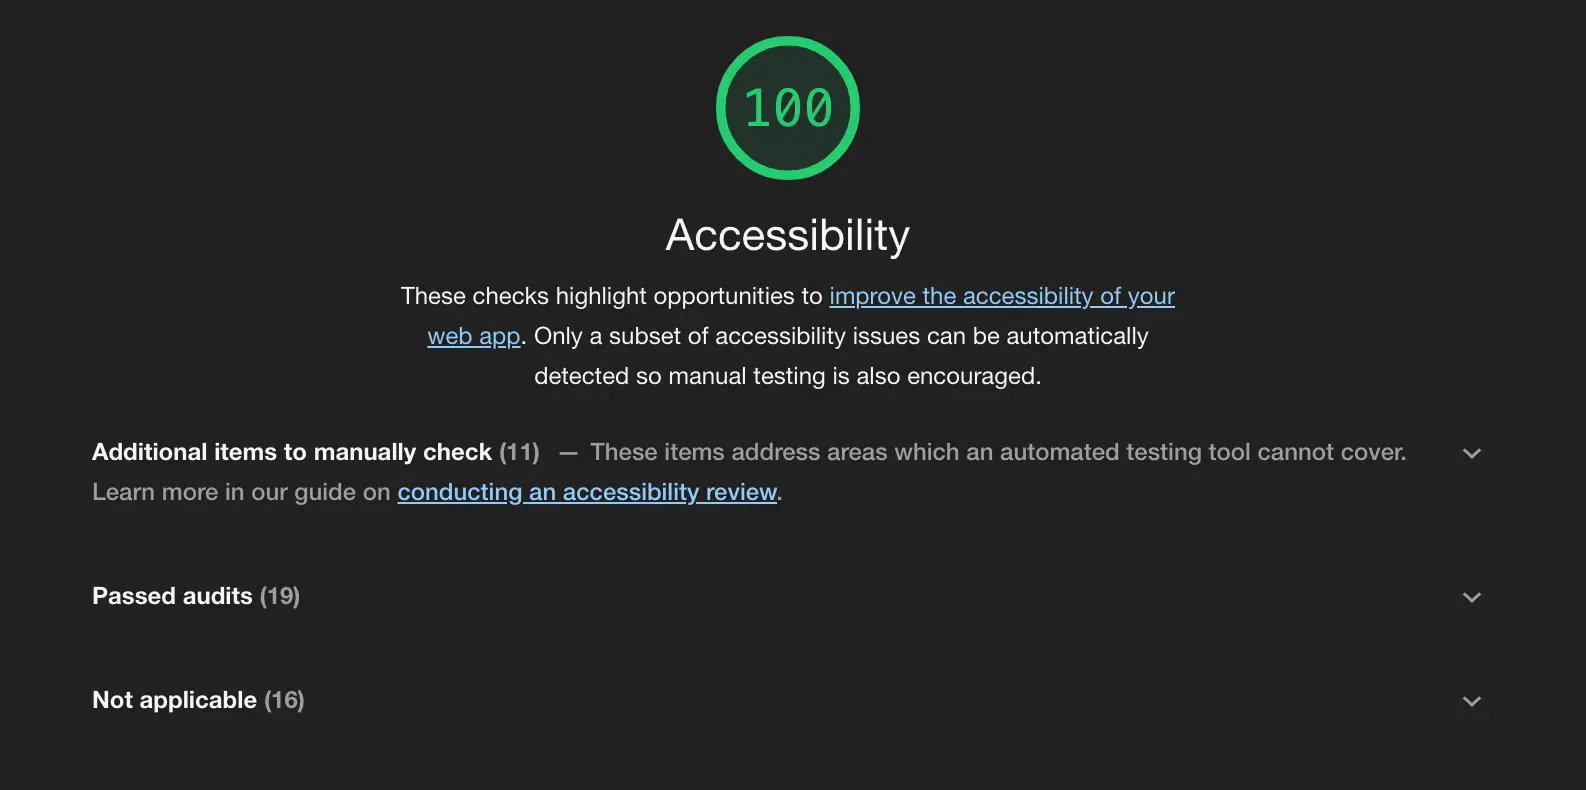 100
Accessibility
These checks highlight opportunities to improve the accessibility of your
web app. Only a subset of accessibility issues can be automatically
detected so manual testing is also encouraged.
Additional items to manually check (11) — These items address areas which an automated testing tool cannot cover.
Learn more in our guide on conducting an accessibility review.
Passed audits (19)
Not applicable (16)